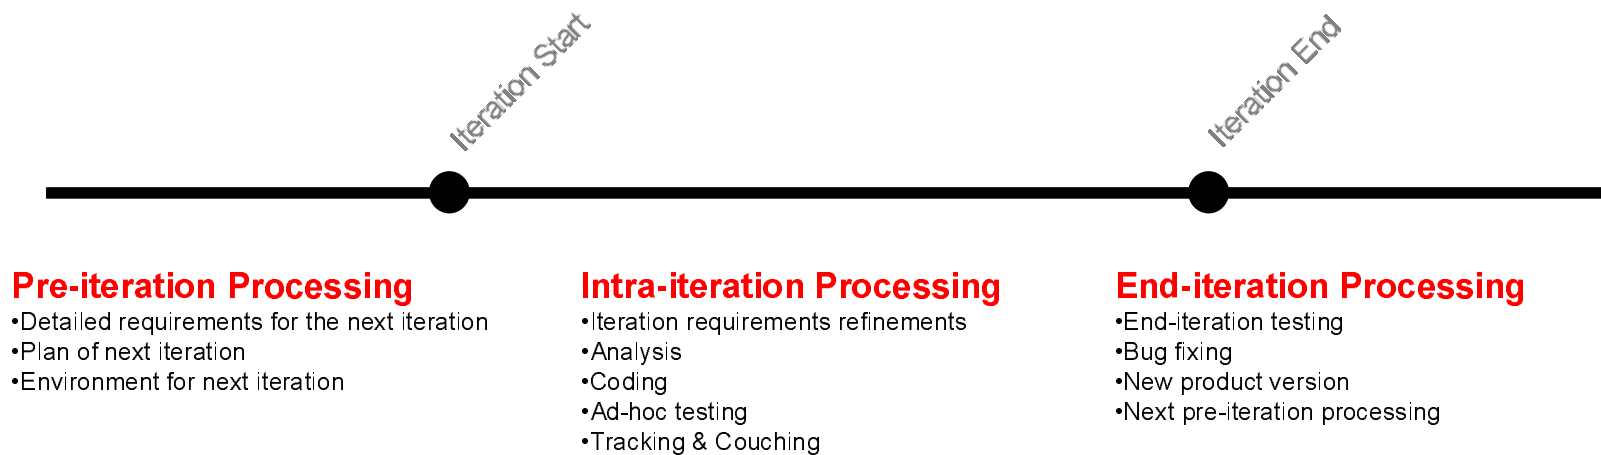 Iteration Start
Iteration End
Pre-iteration Processing
•Detailed requirements for the next iteration
•Plan of next iteration
•Environment for next iteration
Intra-iteration Processing
•Iteration requirements refinements
•Analysis
•Coding
•Ad-hoc testing
•Tracking & Couching
End-iteration Processing
•End-iteration testing
•Bug fixing
•New product version
•Next pre-iteration processing